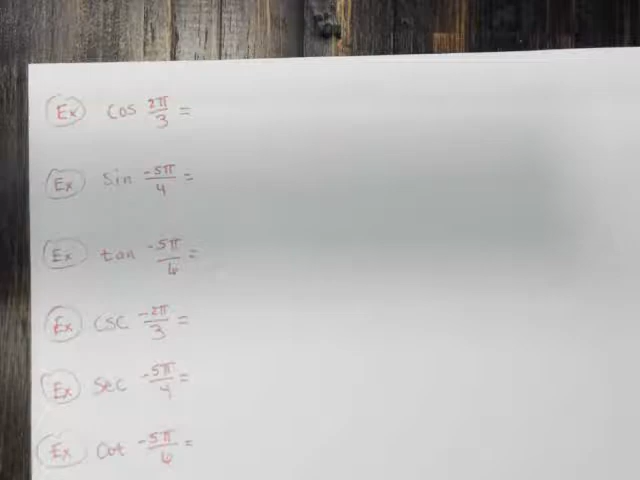 Ex cos 2π/3 =
Ex sin -5π/4 =
Ex tan -5π/6 =
Ex csc -2π/3 =
Ex sec -5π/4 =
Ex cot -5π/6 =